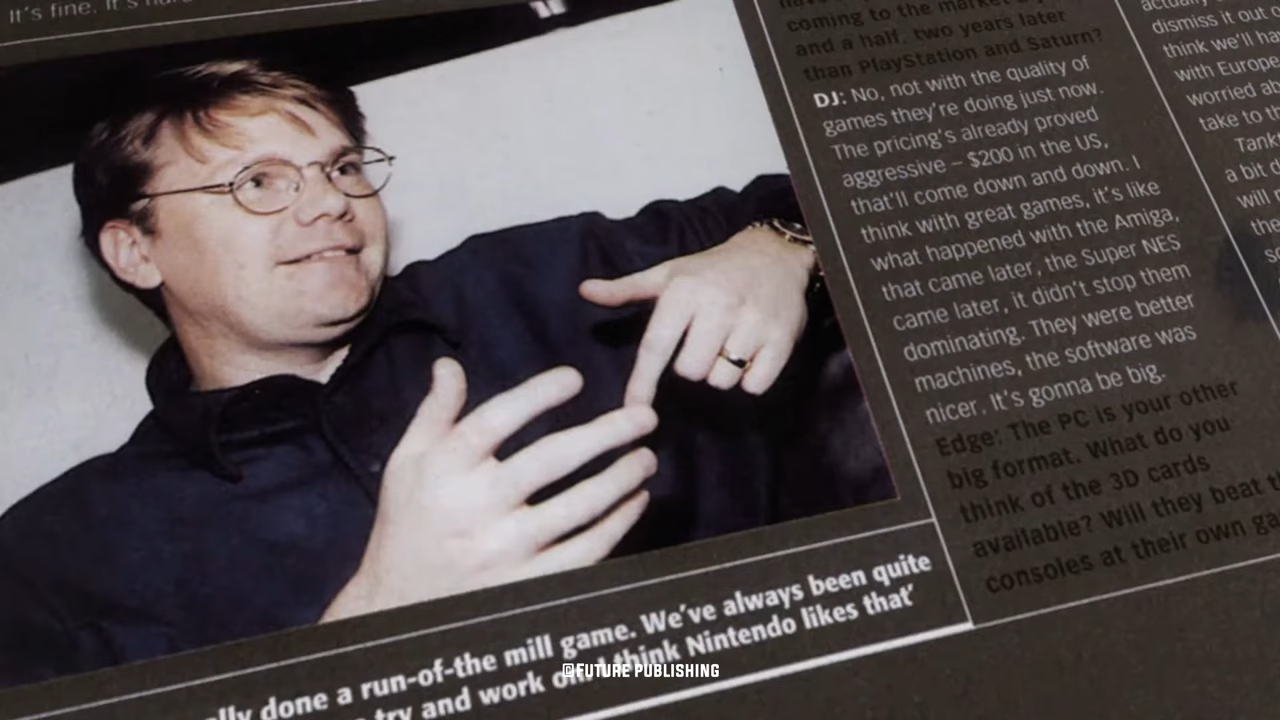 It's fine. It's
coming to the market
and a half, two years later
than PlayStation and Saturn?
DJ: No, not with the quality of
games they're doing just now.
The pricing's already proved
aggressive – $200 in the US,
that'll come down and down. I
think with great games, it's like
what happened with the Amiga,
that came later, the Super NES
came later, it didn't stop them
dominating. They were better
machines, the software was
nicer. It's gonna be big.
Edge: The PC is your other
big format. What do you
think of the 3D cards
available? Will they beat
consoles at their own
dismiss it out
think we'll
with Europe
worried
take to
a bit
will
done a run-of-the mill game. We've always been quite
try and work on. I think Nintendo likes that'
©FUTURE PUBLISHING